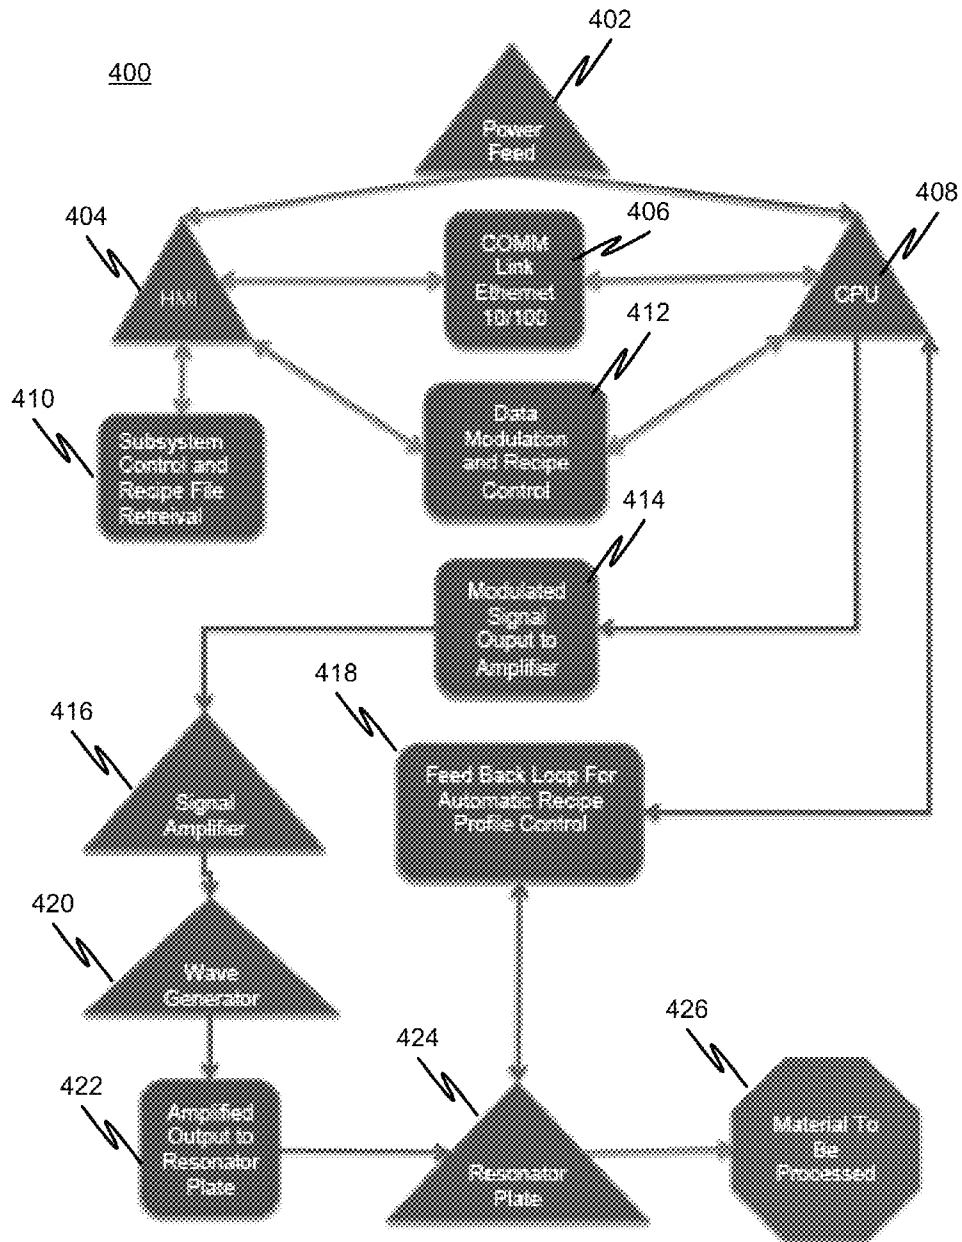 402
400
Power
Feed
404
406
408
COMM
Link
Ethernet
10/100
HMI
CPU
412
410
Data
Modulation
and Recipe
Control
Subsystem
Control and
Recipe File
Retreival
414
Modulated
Signal
Ouput to
Amplifier
418
416
Feed Back Loop For
Automatic Recipe
Profile Control
Signal
Amplifier
420
Wave
Generator
424
426
422
Amplified
Output to
Resonator
Plate
Material To
Be
Processed
Resonator
Plate